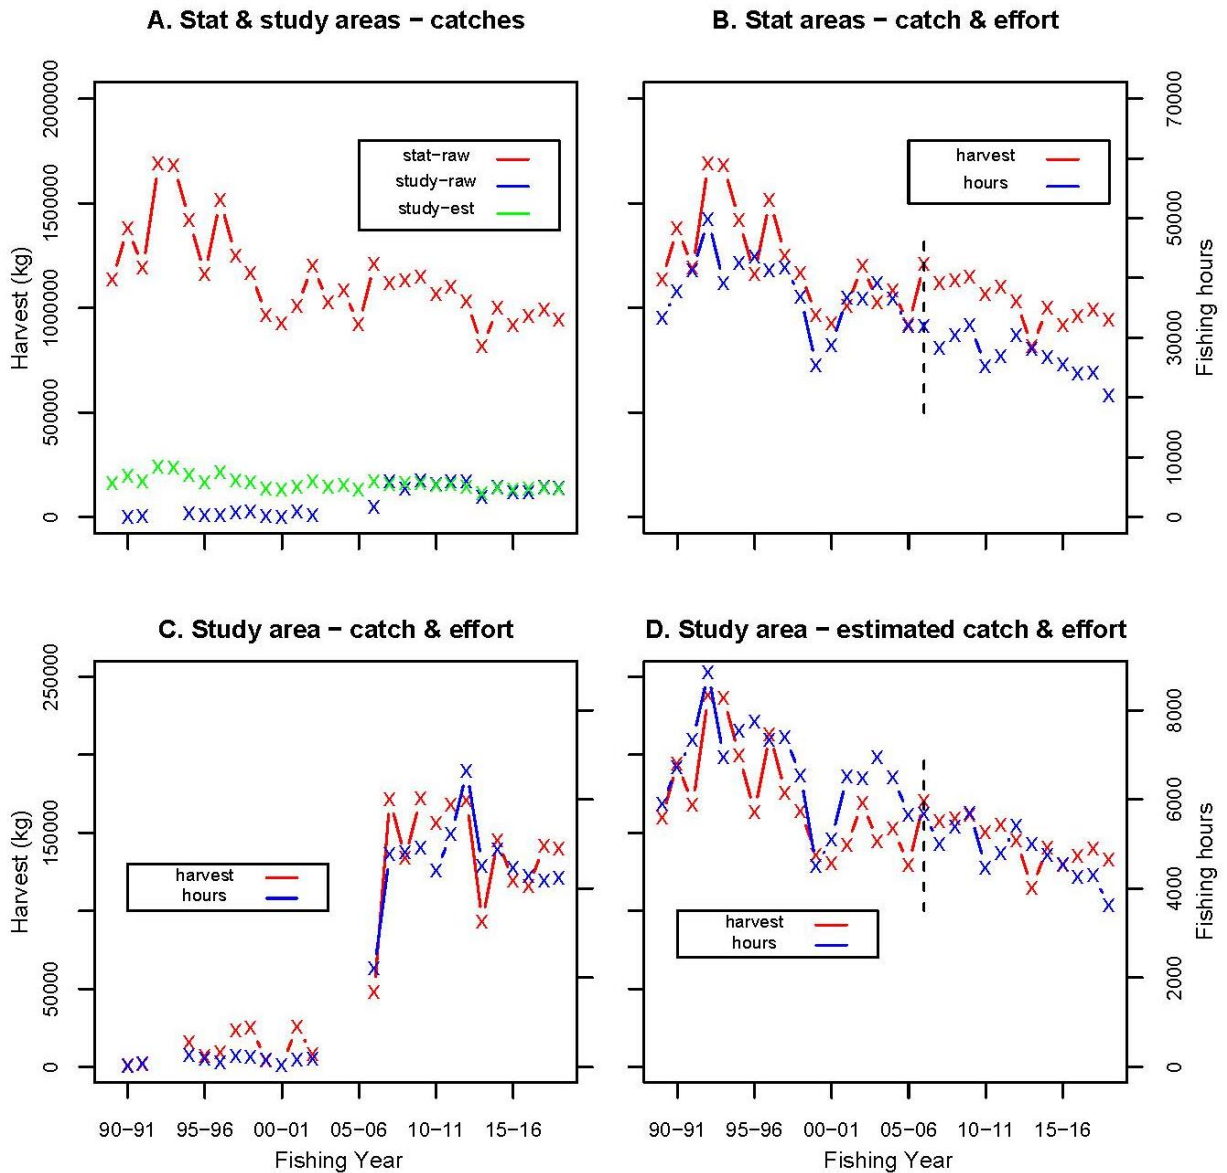 A. Stat & study areas − catches
B. Stat areas − catch & effort
Harvest (kg)
2000000
1500000
1000000
500000
0
stat−raw
study−raw
study−est
harvest
hours
70000
50000
30000
10000
0
Fishing hours
C. Study area − catch & effort
D. Study area − estimated catch & effort
Harvest (kg)
250000
150000
50000
0
harvest
hours
harvest
hours
8000
6000
4000
2000
0
Fishing hours
90−91 95−96 00−01 05−06 10−11 15−16
90−91 95−96 00−01 05−06 10−11 15−16
Fishing Year
Fishing Year